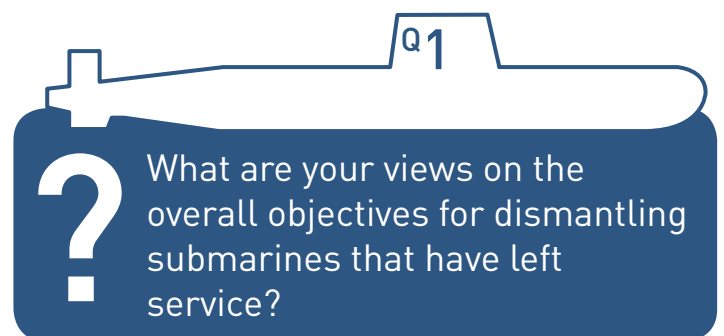 Q1
?
What are your views on the
overall objectives for dismantling
submarines that have left
service?